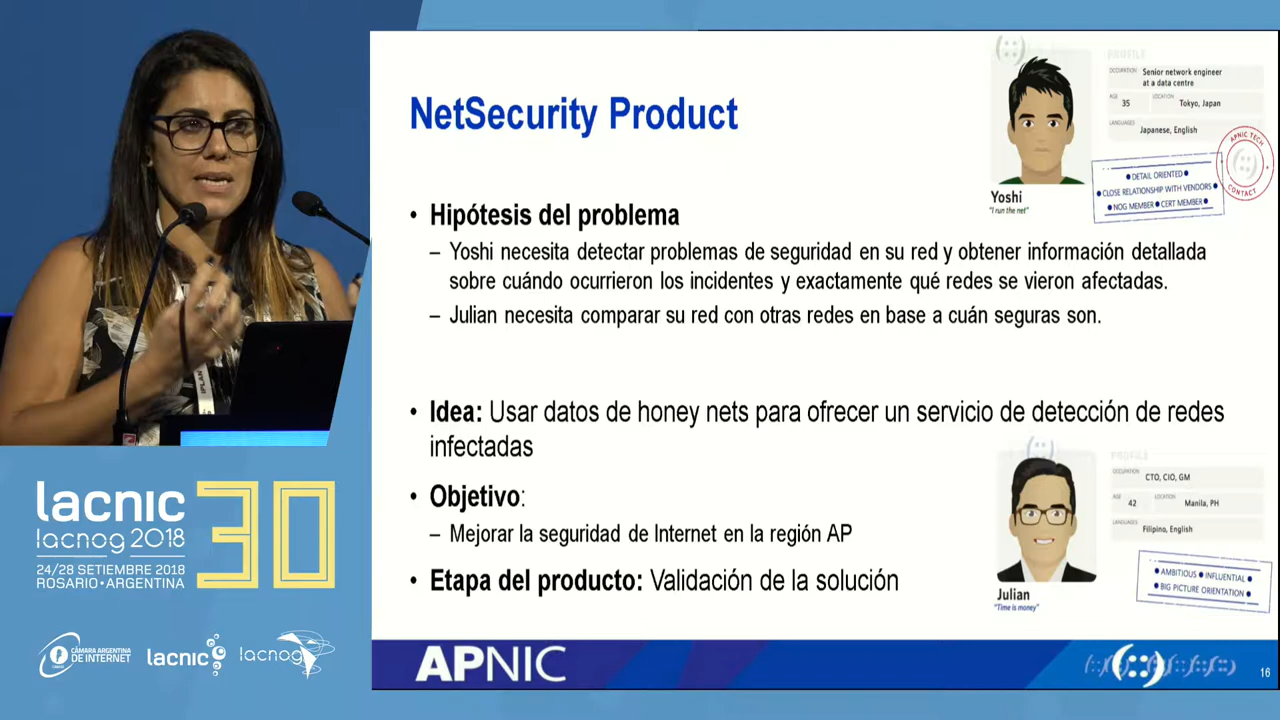 NetSecurity Product
• Hipótesis del problema
– Yoshi necesita detectar problemas de seguridad en su red y obtener información detallada
sobre cuándo ocurrieron los incidentes y exactamente qué redes se vieron afectadas.
– Julian necesita comparar su red con otras redes en base a cuán seguras son.
• Idea: Usar datos de honey nets para ofrecer un servicio de detección de redes
infectadas
• Objetivo:
– Mejorar la seguridad de Internet en la región AP
• Etapa del producto: Validación de la solución
PROFILE
OCCUPATION Senior network engineer
at a data centre
AGE 35 LOCATION Tokyo, Japan
LANGUAGES
Japanese, English
• DETAIL ORIENTED •
• CLOSE RELATIONSHIP WITH VENDORS •
• NOG MEMBER • CERT MEMBER •
APNIC TECH
CONTACT
Yoshi
"I run the net"
PROFILE
OCCUPATION CTO, CIO, GM
AGE 42 LOCATION Manila, PH
LANGUAGES
Filipino, English
• AMBITIOUS • INFLUENTIAL •
• BIG PICTURE ORIENTATION •
Julian
"Time is money"
APNIC
16
IPLAN
lacnic 30
lacnog 2018
24/28 SETIEMBRE 2018
ROSARIO • ARGENTINA
CÁMARA ARGENTINA
DE INTERNET
lacnic
lacnog